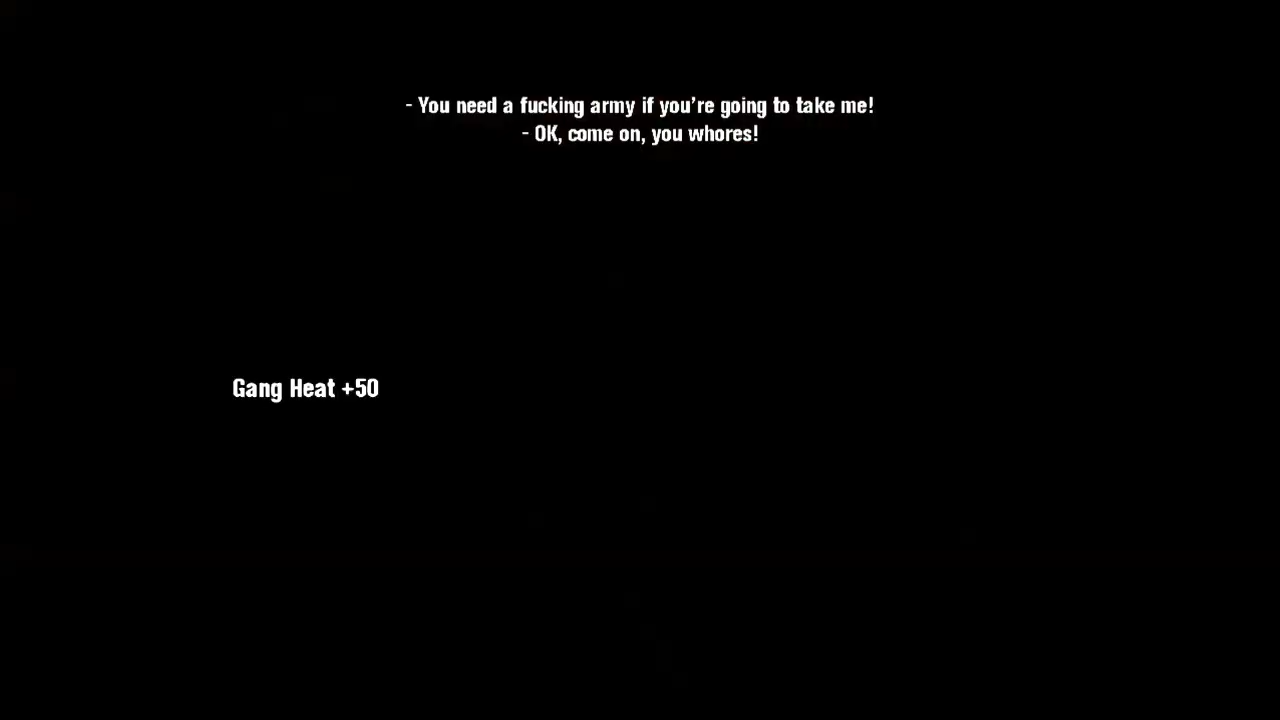 - You need a fucking army if you're going to take me!
- OK, come on, you whores!
Gang Heat +50